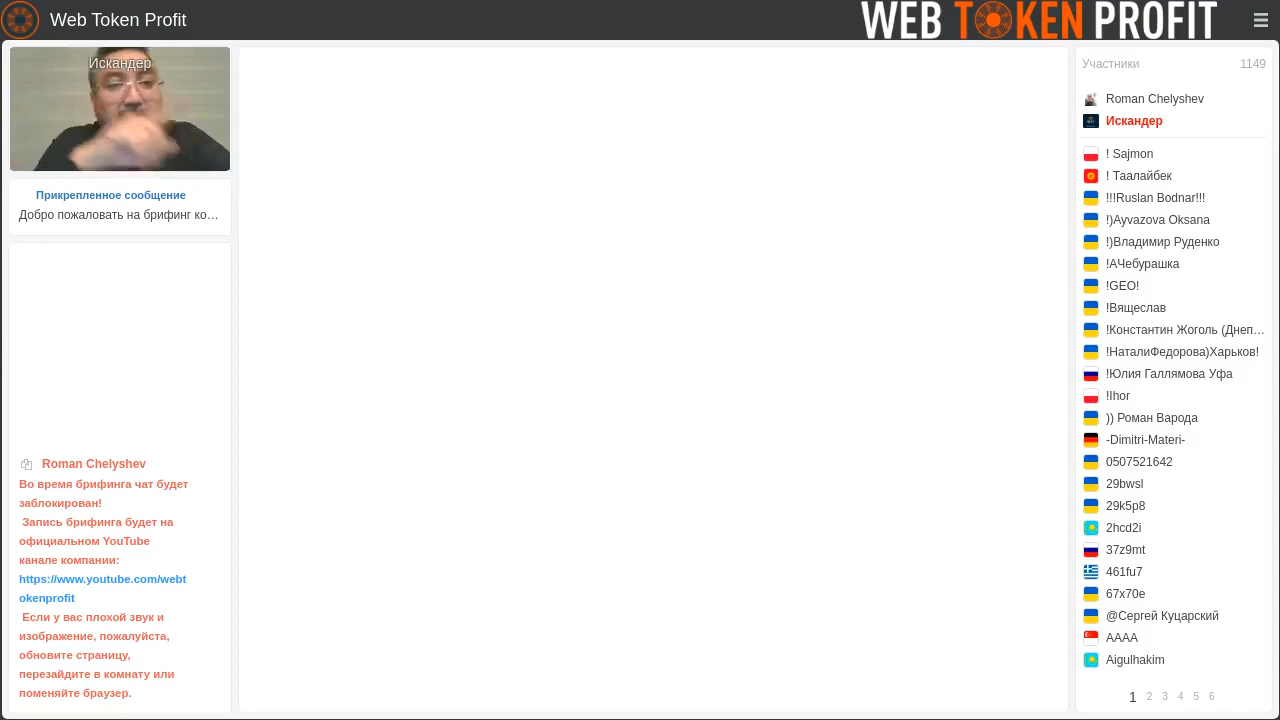 Web Token Profit
WEB TOKEN PROFIT
Искандер
Прикрепленное сообщение
Добро пожаловать на брифинг ко…
Roman Chelyshev
Во время брифинга чат будет
заблокирован!
Запись брифинга будет на
официальном YouTube
канале компании:
https://www.youtube.com/webt
okenprofit
Если у вас плохой звук и
изображение, пожалуйста,
обновите страницу,
перезайдите в комнату или
поменяйте браузер.
Участники 1149
Roman Chelyshev
Искандер
! Sajmon
! Таалайбек
!!!Ruslan Bodnar!!!
!)Ayvazova Oksana
!)Владимир Руденко
!АЧебурашка
!GEO!
!Вящеслав
!Константин Жоголь (Днеп…
!НаталиФедорова)Харьков!
!Юлия Галлямова Уфа
!Ihor
)) Роман Варода
-Dimitri-Materi-
0507521642
29bwsl
29k5p8
2hcd2i
37z9mt
461fu7
67x70e
@Сергей Куцарский
AAAA
Aigulhakim
1 2 3 4 5 6